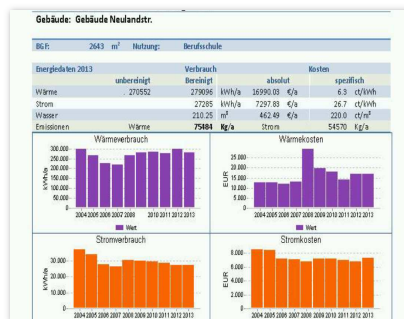 Gebäude: Gebäude Neulandstr.
BGF: 2643 m² Nutzung: Berufsschule
Energiedaten 2013 Verbrauch Kosten
unbereinigt Bereinigt absolut spezifisch
Wärme 270552 279096 kWh/a 16990.03 €/a 6.3 ct/kWh
Strom 27285 kWh/a 7297.83 €/a 26.7 ct/kWh
Wasser 210.25 m³ 462.49 €/a 220.0 ct/m³
Emissionen Wärme 75484 Kg/a Strom 54570 Kg/a
Wärmeverbrauch Wärmekosten
kWh/a
300.000
250.000
200.000
150.000
100.000
50.000
0
2004 2005 2006 2007 2008 2010 2011 2012 2013
Wert
EUR
25.000
20.000
15.000
10.000
5.000
0
2004 2005 2006 2007 2008 2009 2010 2011 2012 2013
Wert
Stromverbrauch Stromkosten
kWh/a
30.000
20.000
10.000
0
2004 2005 2006 2007 2008 2009 2010 2011 2012 2013
EUR
8.000
6.000
4.000
2.000
0
2004 2005 2006 2007 2008 2009 2010 2011 2012 2013